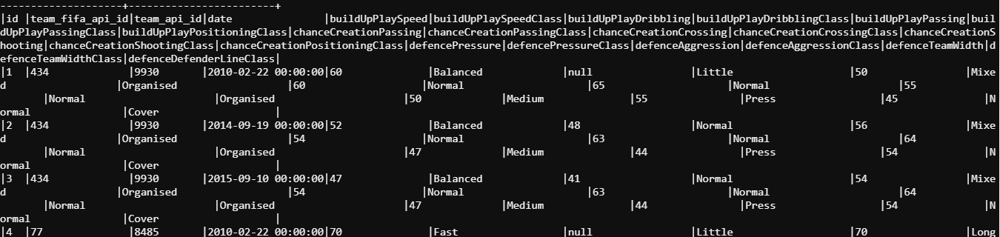 --------------------+------------------------+
|id |team_fifa_api_id|team_api_id|date               |buildUpPlaySpeed|buildUpPlaySpeedClass|buildUpPlayDribbling|buildUpPlayDribblingClass|buildUpPlayPassing|buil
dUpPlayPassingClass|buildUpPlayPositioningClass|chanceCreationPassing|chanceCreationPassingClass|chanceCreationCrossing|chanceCreationCrossingClass|chanceCreationS
hooting|chanceCreationShootingClass|chanceCreationPositioningClass|defencePressure|defencePressureClass|defenceAggression|defenceAggressionClass|defenceTeamWidth|d
efenceTeamWidthClass|defenceDefenderLineClass|
|1  |434             |9930       |2010-02-22 00:00:00|60              |Balanced             |null                |Little                   |50                |Mixe
d                  |Organised                  |60                   |Normal                    |65                    |Normal                     |55
       |Normal                     |Organised                     |50             |Medium              |55               |Press                 |45              |N
ormal               |Cover                   |
|2  |434             |9930       |2014-09-19 00:00:00|52              |Balanced             |48                  |Normal                   |56                |Mixe
d                  |Organised                  |54                   |Normal                    |63                    |Normal                     |64
       |Normal                     |Organised                     |47             |Medium              |44               |Press                 |54              |N
ormal               |Cover                   |
|3  |434             |9930       |2015-09-10 00:00:00|47              |Balanced             |41                  |Normal                   |54                |Mixe
d                  |Organised                  |54                   |Normal                    |63                    |Normal                     |64
       |Normal                     |Organised                     |47             |Medium              |44               |Press                 |54              |N
ormal               |Cover                   |
|4  |77              |8485       |2010-02-22 00:00:00|70              |Fast                 |null                |Little                   |70                |Long